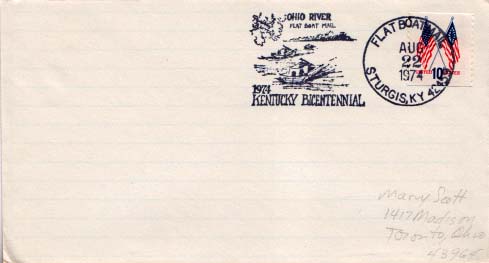 OHIO RIVER
FLAT BOAT MAIL
1974
KENTUCKY BICENTENNIAL
FLATBOAT MAIL
AUG
22
1974
STURGIS, KY
10¢
Mary Scott
1417 Madison
Toronto, Ohio
43964